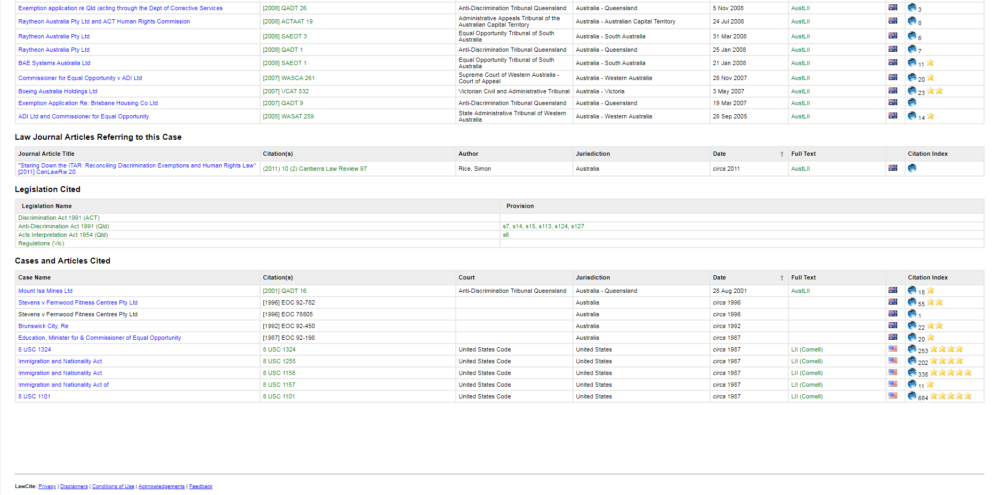 Exemption application re Qld (acting through the Dept of Corrective Services [2008] QADT 26 Anti-Discrimination Tribunal Queensland Australia - Queensland 5 Nov 2008 AustLII 3
Raytheon Australia Pty Ltd and ACT Human Rights Commission [2008] ACTAAT 19 Administrative Appeals Tribunal of the Australian Capital Territory Australia - Australian Capital Territory 24 Jul 2008 AustLII 8
Raytheon Australia Pty Ltd [2008] SAEOT 3 Equal Opportunity Tribunal of South Australia Australia - South Australia 31 Mar 2008 AustLII 6
Raytheon Australia Pty Ltd [2008] QADT 1 Anti-Discrimination Tribunal Queensland Australia - Queensland 25 Jan 2008 AustLII 7
BAE Systems Australia Ltd [2008] SAEOT 1 Equal Opportunity Tribunal of South Australia Australia - South Australia 21 Jan 2008 AustLII 11
Commissioner for Equal Opportunity v ADI Ltd [2007] WASCA 261 Supreme Court of Western Australia - Court of Appeal Australia - Western Australia 28 Nov 2007 AustLII 20
Boeing Australia Holdings Ltd [2007] VCAT 532 Victorian Civil and Administrative Tribunal Australia - Victoria 3 May 2007 AustLII 23
Exemption Application Re: Brisbane Housing Co Ltd [2007] QADT 9 Anti-Discrimination Tribunal Queensland Australia - Queensland 19 Mar 2007 AustLII
ADI Ltd and Commissioner for Equal Opportunity [2005] WASAT 259 State Administrative Tribunal of Western Australia Australia - Western Australia 28 Sep 2005 AustLII 14
Law Journal Articles Referring to this Case
Journal Article Title Citation(s) Author Jurisdiction Date † Full Text Citation Index
"Staring Down the ITAR: Reconciling Discrimination Exemptions and Human Rights Law" [2011] CanLawRw 20 (2011) 10 (2) Canberra Law Review 97 Rice, Simon Australia circa 2011 AustLII
Legislation Cited
Legislation Name Provision
Discrimination Act 1991 (ACT)
Anti-Discrimination Act 1991 (Qld) s7, s14, s15, s113, s124, s127
Acts Interpretation Act 1954 (Qld) s6
Regulations (Vic)
Cases and Articles Cited
Case Name Citation(s) Court Jurisdiction Date † Full Text Citation Index
Mount Isa Mines Ltd [2001] QADT 16 Anti-Discrimination Tribunal Queensland Australia - Queensland 28 Aug 2001 AustLII 18
Stevens v Fernwood Fitness Centres Pty Ltd [1996] EOC 92-782 Australia circa 1996 55
Stevens v Fernwood Fitness Centres Pty Ltd [1996] EOC 78805 Australia circa 1996 1
Brunswick City, Re [1992] EOC 92-450 Australia circa 1992 22
Education, Minister for & Commissioner of Equal Opportunity [1987] EOC 92-198 Australia circa 1987 20
8 USC 1324 8 USC 1324 United States Code United States circa 1987 LII (Cornell) 253
Immigration and Nationality Act 8 USC 1255 United States Code United States circa 1987 LII (Cornell) 202
Immigration and Nationality Act 8 USC 1158 United States Code United States circa 1987 LII (Cornell) 338
Immigration and Nationality Act of 8 USC 1157 United States Code United States circa 1987 LII (Cornell) 11
8 USC 1101 8 USC 1101 United States Code United States circa 1987 LII (Cornell) 684
LawCite: Privacy | Disclaimers | Conditions of Use | Acknowledgements | Feedback